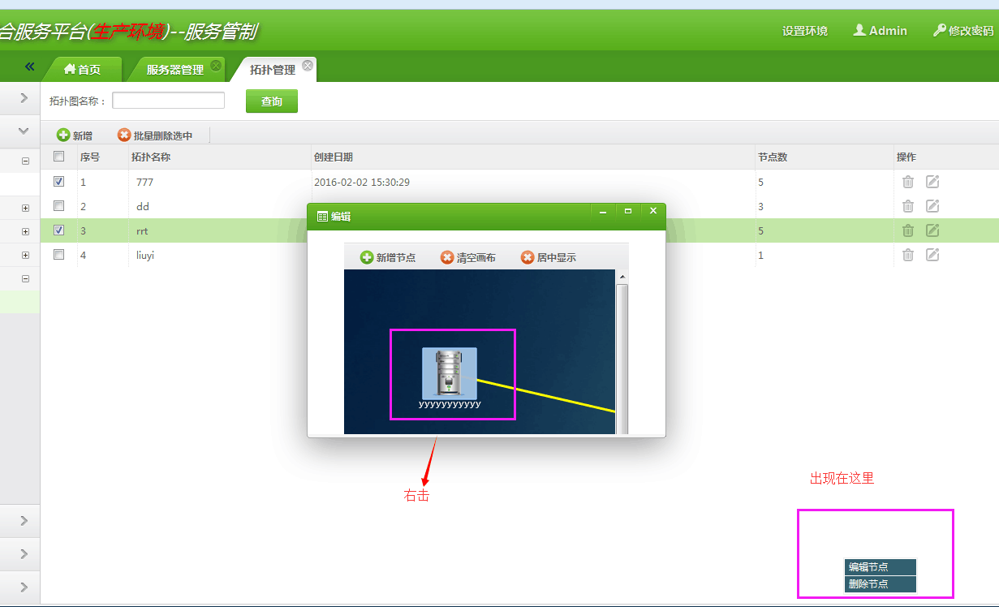 合服务平台(生产环境)--服务管制
设置环境 Admin 修改密码
首页 服务器管理 拓扑管理
拓扑图名称： 查询
新增 批量删除选中
序号 拓扑名称 创建日期 节点数 操作
1 777 2016-02-02 15:30:29 5
2 dd 3
3 rrt 5
4 liuyi 1
编辑
新增节点 清空画布 居中显示
yyyyyyyyyyy
右击
出现在这里
编辑节点
删除节点